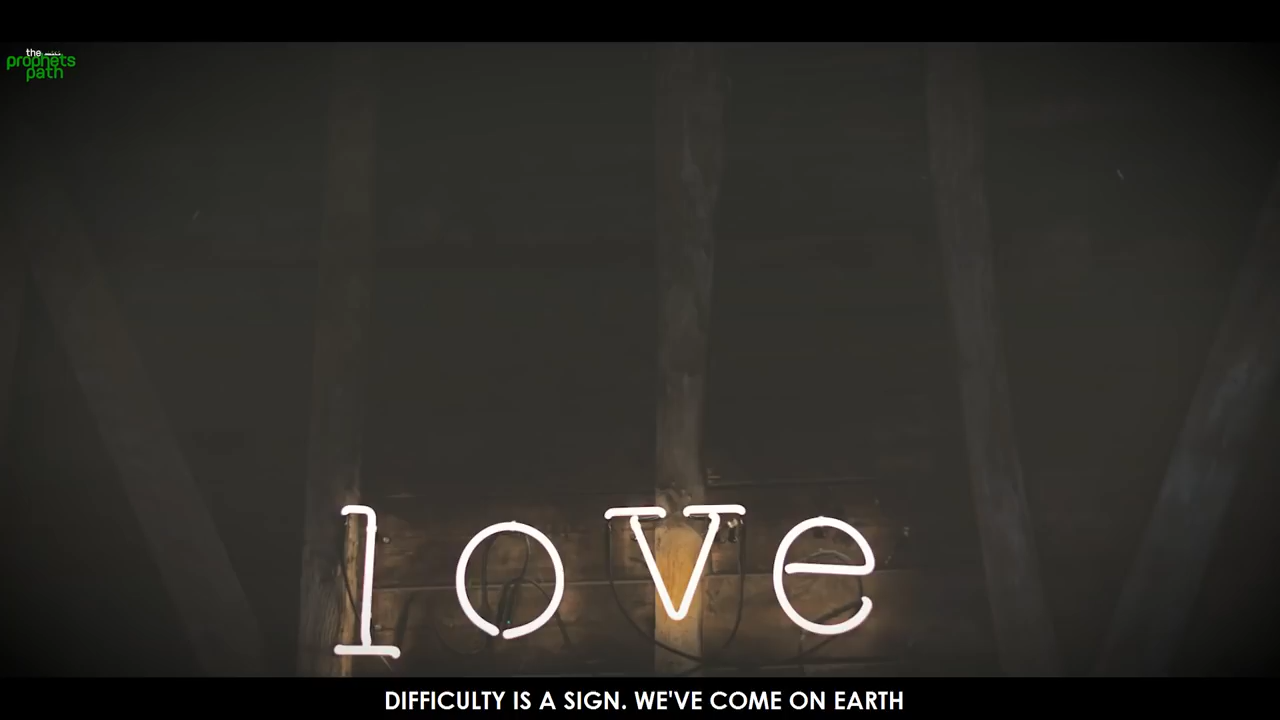 the
prophets
path
love
DIFFICULTY IS A SIGN. WE'VE COME ON EARTH